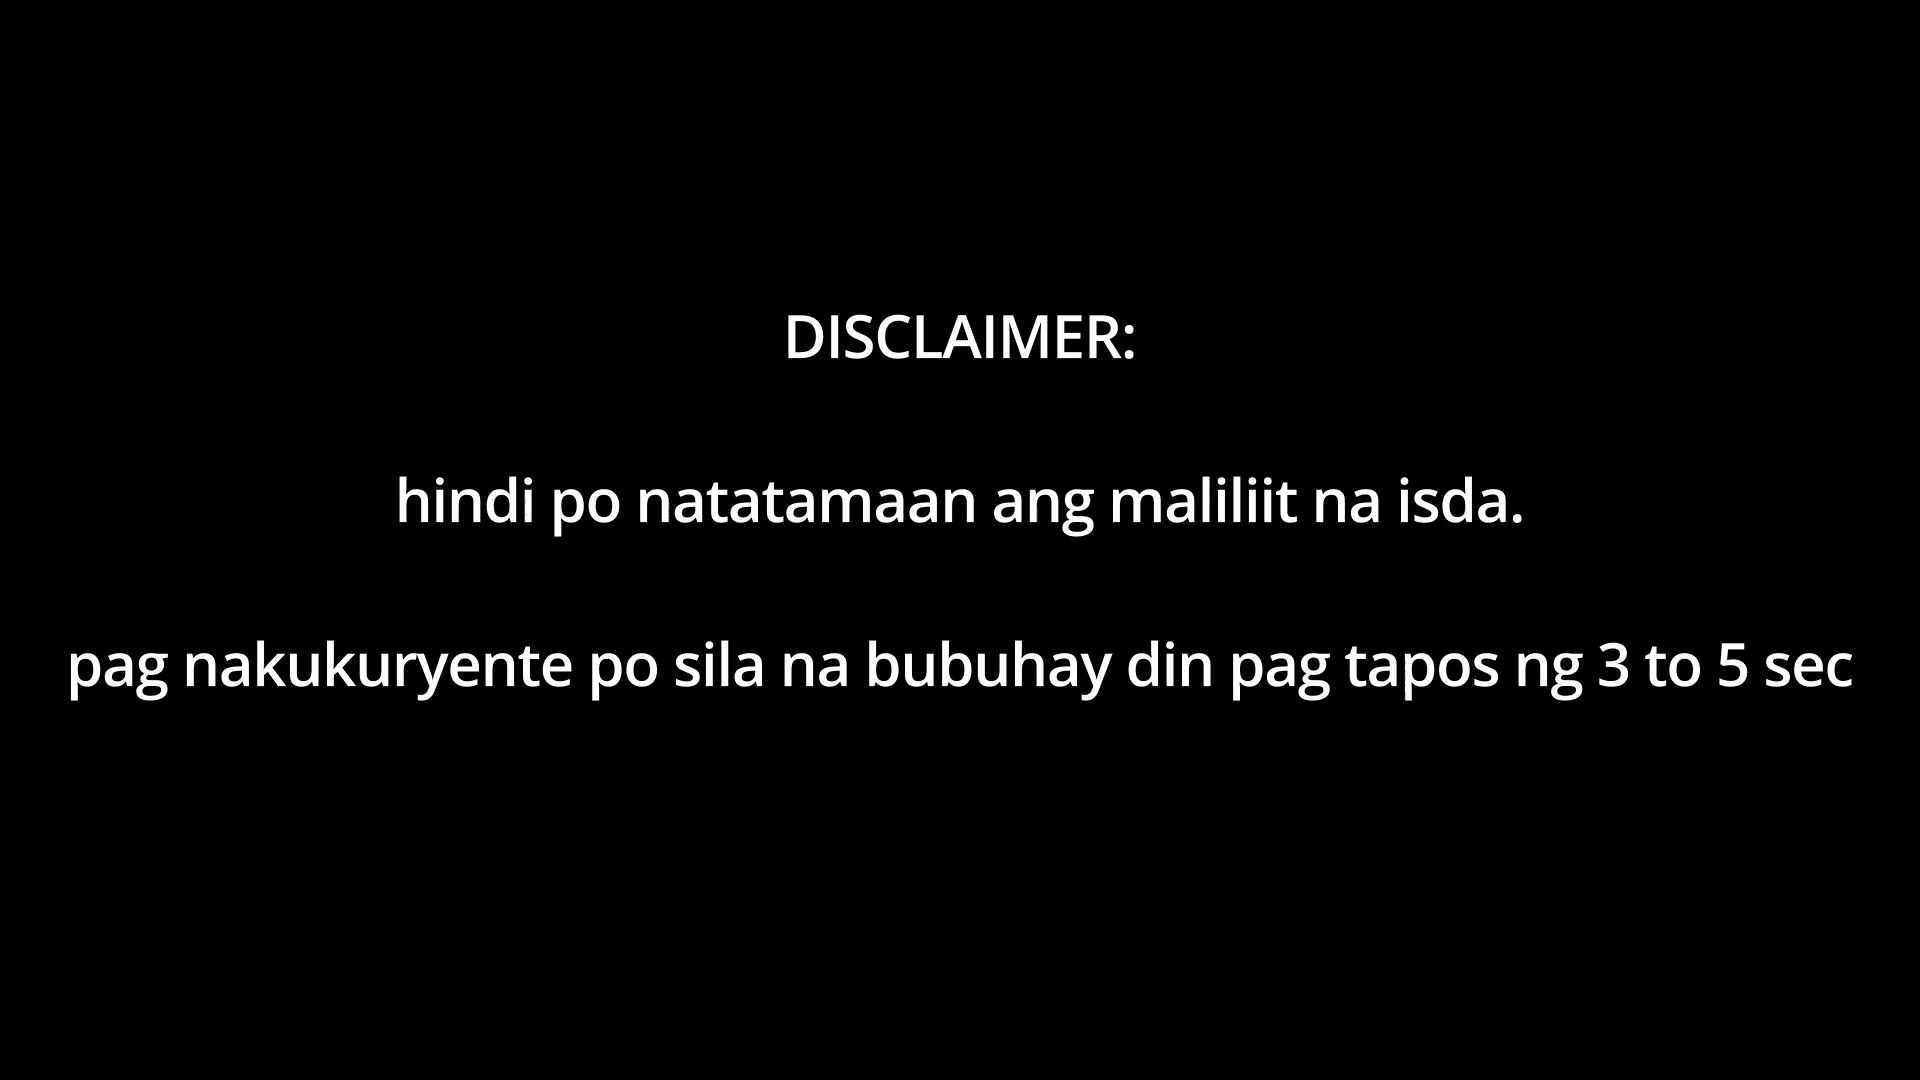 DISCLAIMER:
hindi po natatamaan ang maliliit na isda.
pag nakukuryente po sila na bubuhay din pag tapos ng 3 to 5 sec